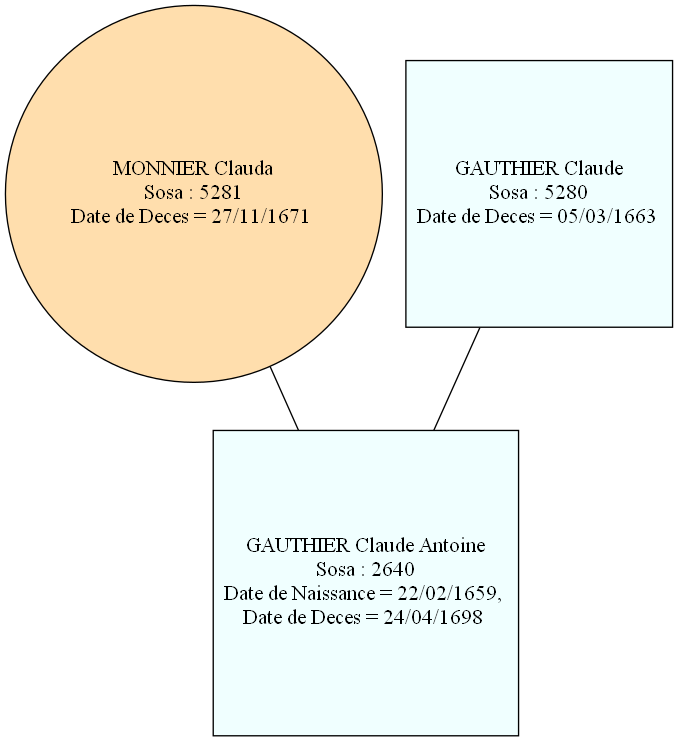 MONNIER Clauda
Sosa : 5281
Date de Deces = 27/11/1671
GAUTHIER Claude
Sosa : 5280
Date de Deces = 05/03/1663
GAUTHIER Claude Antoine
Sosa : 2640
Date de Naissance = 22/02/1659,
Date de Deces = 24/04/1698